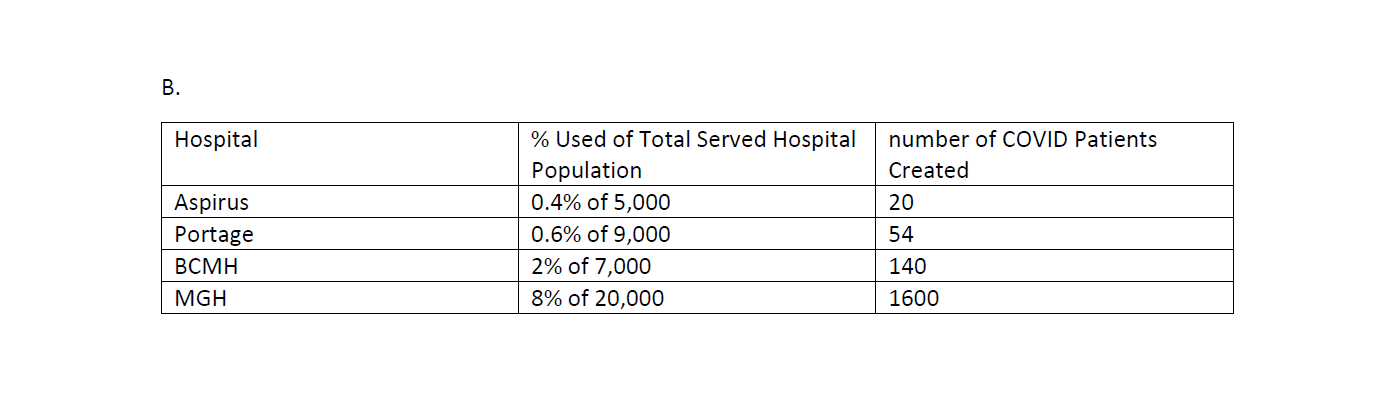 B.
Hospital % Used of Total Served Hospital Population number of COVID Patients Created
Aspirus 0.4% of 5,000 20
Portage 0.6% of 9,000 54
BCMH 2% of 7,000 140
MGH 8% of 20,000 1600